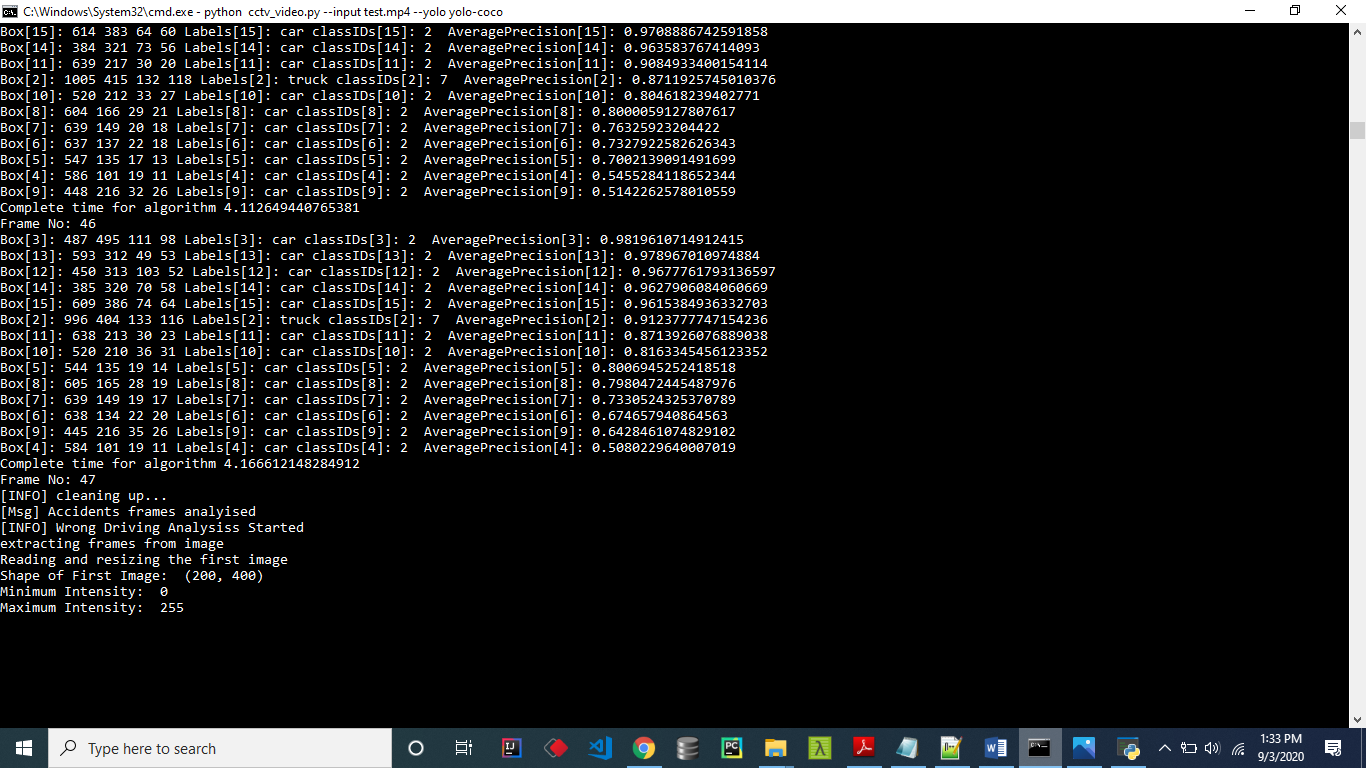 C:\Windows\System32\cmd.exe - python  cctv_video.py --input test.mp4 --yolo yolo-coco
Box[15]: 614 383 64 60 Labels[15]: car classIDs[15]: 2  AveragePrecision[15]: 0.9708886742591858
Box[14]: 384 321 73 56 Labels[14]: car classIDs[14]: 2  AveragePrecision[14]: 0.963583767414093
Box[11]: 639 217 30 20 Labels[11]: car classIDs[11]: 2  AveragePrecision[11]: 0.9084933400154114
Box[2]: 1005 415 132 118 Labels[2]: truck classIDs[2]: 7  AveragePrecision[2]: 0.8711925745010376
Box[10]: 520 212 33 27 Labels[10]: car classIDs[10]: 2  AveragePrecision[10]: 0.804618239402771
Box[8]: 604 166 29 21 Labels[8]: car classIDs[8]: 2  AveragePrecision[8]: 0.8000059127807617
Box[7]: 639 149 20 18 Labels[7]: car classIDs[7]: 2  AveragePrecision[7]: 0.76325923204422
Box[6]: 637 137 22 18 Labels[6]: car classIDs[6]: 2  AveragePrecision[6]: 0.7327922582626343
Box[5]: 547 135 17 13 Labels[5]: car classIDs[5]: 2  AveragePrecision[5]: 0.7002139091491699
Box[4]: 586 101 19 11 Labels[4]: car classIDs[4]: 2  AveragePrecision[4]: 0.5455284118652344
Box[9]: 448 216 32 26 Labels[9]: car classIDs[9]: 2  AveragePrecision[9]: 0.5142262578010559
Complete time for algorithm 4.112649440765381
Frame No: 46
Box[3]: 487 495 111 98 Labels[3]: car classIDs[3]: 2  AveragePrecision[3]: 0.9819610714912415
Box[13]: 593 312 49 53 Labels[13]: car classIDs[13]: 2  AveragePrecision[13]: 0.978967010974884
Box[12]: 450 313 103 52 Labels[12]: car classIDs[12]: 2  AveragePrecision[12]: 0.9677761793136597
Box[14]: 385 320 70 58 Labels[14]: car classIDs[14]: 2  AveragePrecision[14]: 0.9627906084060669
Box[15]: 609 386 74 64 Labels[15]: car classIDs[15]: 2  AveragePrecision[15]: 0.9615384936332703
Box[2]: 996 404 133 116 Labels[2]: truck classIDs[2]: 7  AveragePrecision[2]: 0.9123777747154236
Box[11]: 638 213 30 23 Labels[11]: car classIDs[11]: 2  AveragePrecision[11]: 0.8713926076889038
Box[10]: 520 210 36 31 Labels[10]: car classIDs[10]: 2  AveragePrecision[10]: 0.8163345456123352
Box[5]: 544 135 19 14 Labels[5]: car classIDs[5]: 2  AveragePrecision[5]: 0.8006945252418518
Box[8]: 605 165 28 19 Labels[8]: car classIDs[8]: 2  AveragePrecision[8]: 0.7980472445487976
Box[7]: 639 149 19 17 Labels[7]: car classIDs[7]: 2  AveragePrecision[7]: 0.7330524325370789
Box[6]: 638 134 22 20 Labels[6]: car classIDs[6]: 2  AveragePrecision[6]: 0.674657940864563
Box[9]: 445 216 35 26 Labels[9]: car classIDs[9]: 2  AveragePrecision[9]: 0.6428461074829102
Box[4]: 584 101 19 11 Labels[4]: car classIDs[4]: 2  AveragePrecision[4]: 0.5080229640007019
Complete time for algorithm 4.166612148284912
Frame No: 47
[INFO] cleaning up...
[Msg] Accidents frames analyised
[INFO] Wrong Driving Analysiss Started
extracting frames from image
Reading and resizing the first image
Shape of First Image:  (200, 400)
Minimum Intensity:  0
Maximum Intensity:  255
Type here to search
1:33 PM
9/3/2020